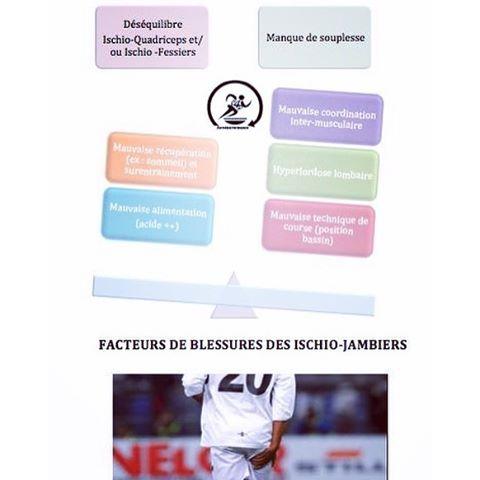 Déséquilibre
Ischio-Quadriceps et/
ou Ischio -Fessiers
Manque de souplesse
Mauvaise coordination
inter-musculaire
Mauvaise récupération
(ex : sommeil) et
surentrainement
Hyperlordose lombaire
Mauvaise alimentation
(acide ++)
Mauvaise technique de
course (position
bassin)
FACTEURS DE BLESSURES DES ISCHIO-JAMBIERS
20